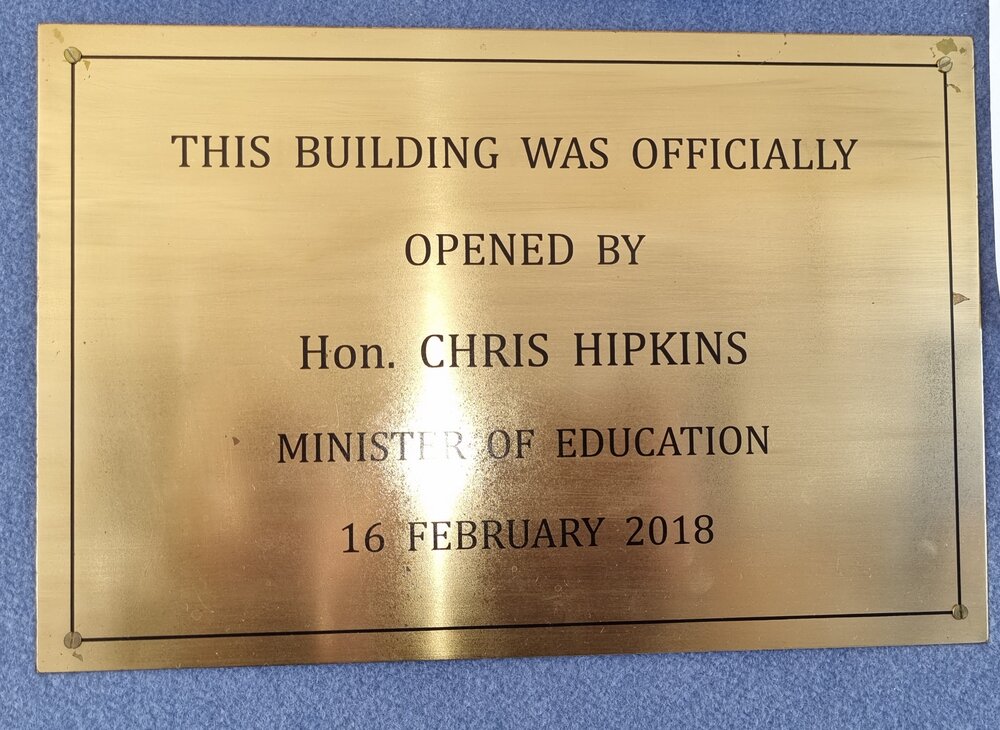 THIS BUILDING WAS OFFICIALLY
OPENED BY
Hon. CHRIS HIPKINS
MINISTER OF EDUCATION
16 FEBRUARY 2018